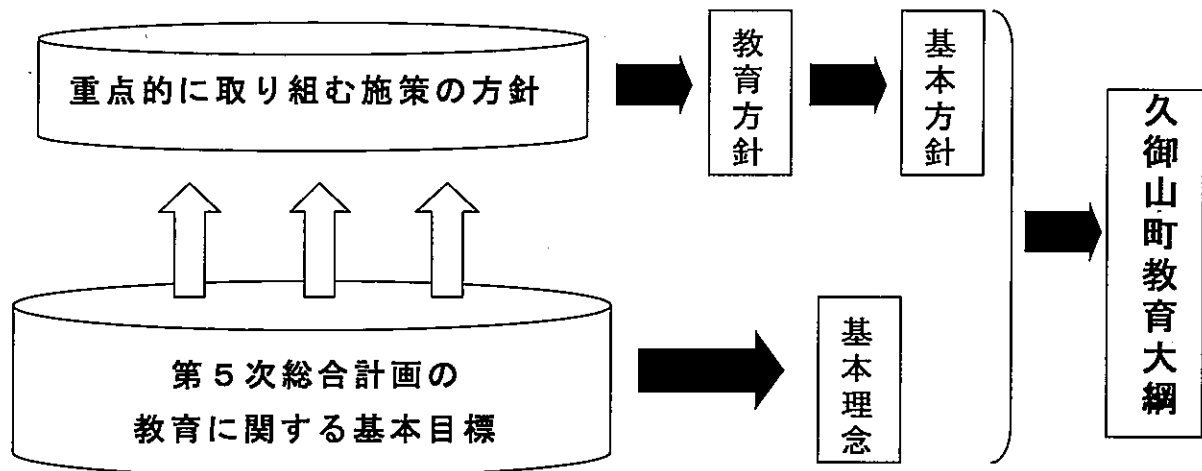 重点的に取り組む施策の方針
教育方針
基本方針
久御山町教育大綱
第５次総合計画の
教育に関する基本目標
基本理念